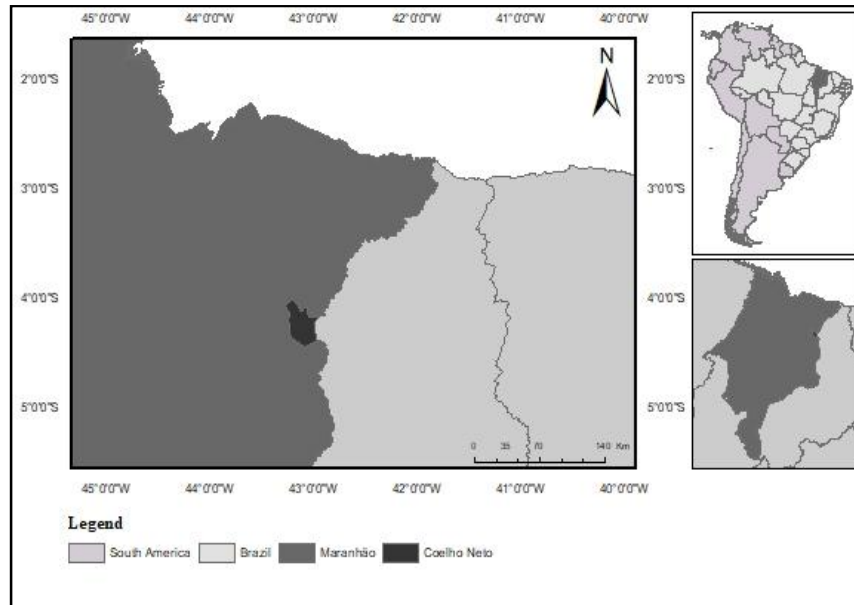 45°0'0"W 44°0'0"W 43°0'0"W 42°0'0"W 41°0'0"W 40°0'0"W
N
2°0'0"S 2°0'0"S
3°0'0"S 3°0'0"S
4°0'0"S 4°0'0"S
5°0'0"S 5°0'0"S
0 35 70 140 Km
45°0'0"W 44°0'0"W 43°0'0"W 42°0'0"W 41°0'0"W 40°0'0"W
Legend
South America Brazil Maranhão Coelho Neto